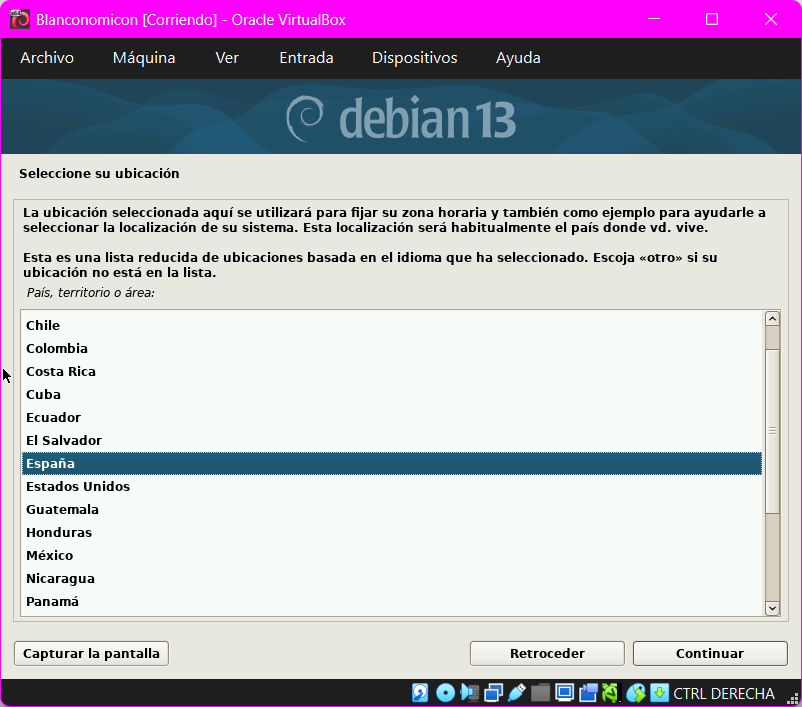 Blanconomicon [Corriendo] - Oracle VirtualBox
Archivo Máquina Ver Entrada Dispositivos Ayuda
debian 13
Seleccione su ubicación
La ubicación seleccionada aquí se utilizará para fijar su zona horaria y también como ejemplo para ayudarle a
seleccionar la localización de su sistema. Esta localización será habitualmente el país donde vd. vive.
Esta es una lista reducida de ubicaciones basada en el idioma que ha seleccionado. Escoja «otro» si su
ubicación no está en la lista.
País, territorio o área:
Chile
Colombia
Costa Rica
Cuba
Ecuador
El Salvador
España
Estados Unidos
Guatemala
Honduras
México
Nicaragua
Panamá
Capturar la pantalla Retroceder Continuar
CTRL DERECHA